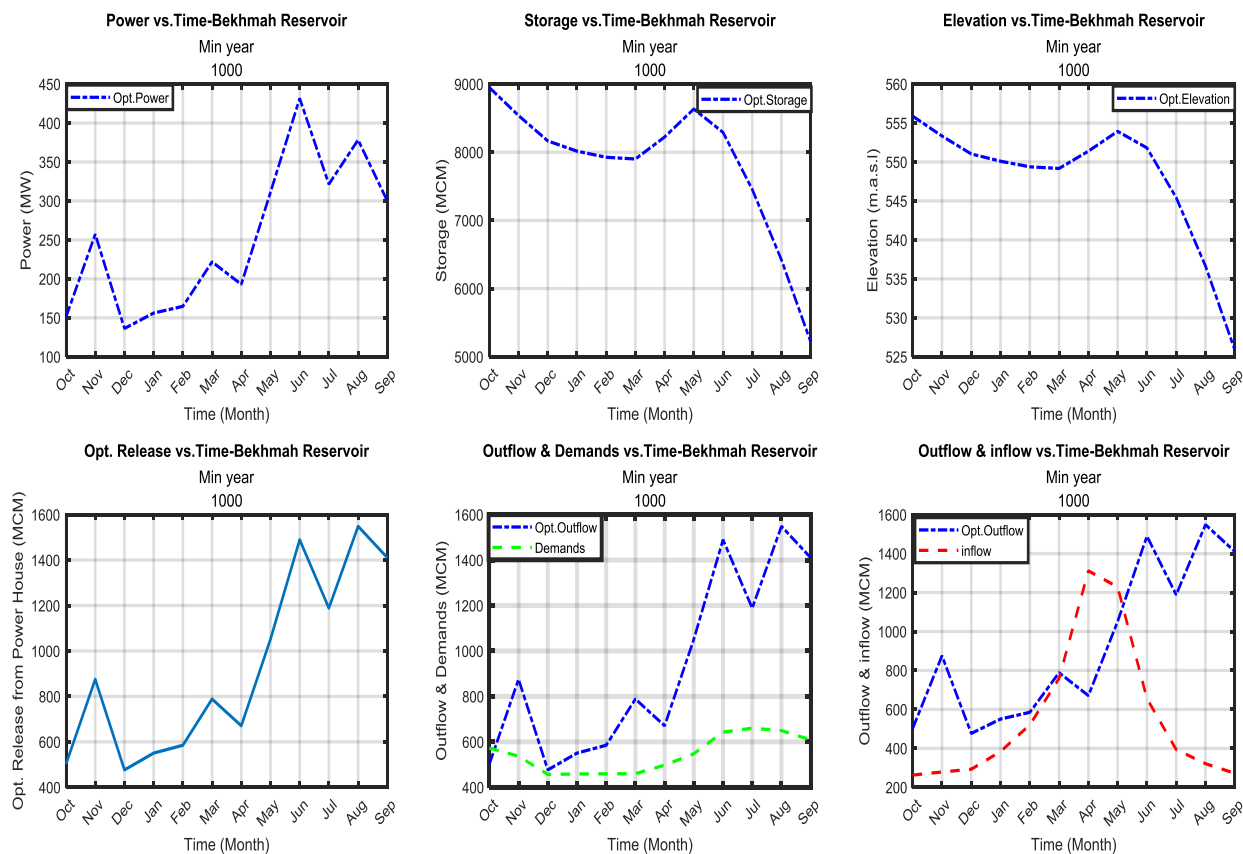 Power vs.Time-Bekhmah Reservoir
Min year
1000
450
400
350
300
250
200
150
100
Power (MW)
Opt.Power
Oct Nov Dec Jan Feb Mar Apr May Jun Jul Aug Sep
Time (Month)
Storage vs.Time-Bekhmah Reservoir
Min year
1000
9000
8000
7000
6000
5000
Storage (MCM)
Opt.Storage
Oct Nov Dec Jan Feb Mar Apr May Jun Jul Aug Sep
Time (Month)
Elevation vs.Time-Bekhmah Reservoir
Min year
1000
560
555
550
545
540
535
530
525
Elevation (m.a.s.l)
Opt.Elevation
Oct Nov Dec Jan Feb Mar Apr May Jun Jul Aug Sep
Time (Month)
Opt. Release vs.Time-Bekhmah Reservoir
Min year
1000
1600
1400
1200
1000
800
600
400
Opt. Release from Power House (MCM)
Oct Nov Dec Jan Feb Mar Apr May Jun Jul Aug Sep
Time (Month)
Outflow & Demands vs.Time-Bekhmah Reservoir
Min year
1000
1600
1400
1200
1000
800
600
400
Outflow & Demands (MCM)
Opt.Outflow
Demands
Oct Nov Dec Jan Feb Mar Apr May Jun Jul Aug Sep
Time (Month)
Outflow & inflow vs.Time-Bekhmah Reservoir
Min year
1000
1600
1400
1200
1000
800
600
400
200
Outflow & inflow (MCM)
Opt.Outflow
inflow
Oct Nov Dec Jan Feb Mar Apr May Jun Jul Aug Sep
Time (Month)